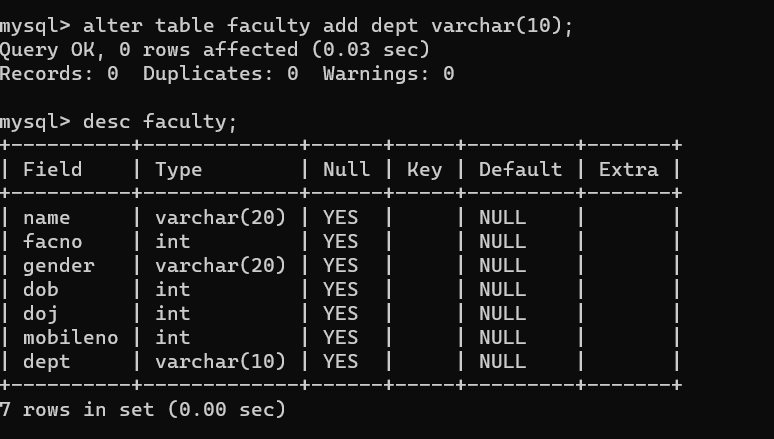 mysql> alter table faculty add dept varchar(10);
Query OK, 0 rows affected (0.03 sec)
Records: 0  Duplicates: 0  Warnings: 0

mysql> desc faculty;
+----------+-------------+------+-----+---------+-------+
| Field    | Type        | Null | Key | Default | Extra |
+----------+-------------+------+-----+---------+-------+
| name     | varchar(20) | YES  |     | NULL    |       |
| facno    | int         | YES  |     | NULL    |       |
| gender   | varchar(20) | YES  |     | NULL    |       |
| dob      | int         | YES  |     | NULL    |       |
| doj      | int         | YES  |     | NULL    |       |
| mobileno | int         | YES  |     | NULL    |       |
| dept     | varchar(10) | YES  |     | NULL    |       |
+----------+-------------+------+-----+---------+-------+
7 rows in set (0.00 sec)